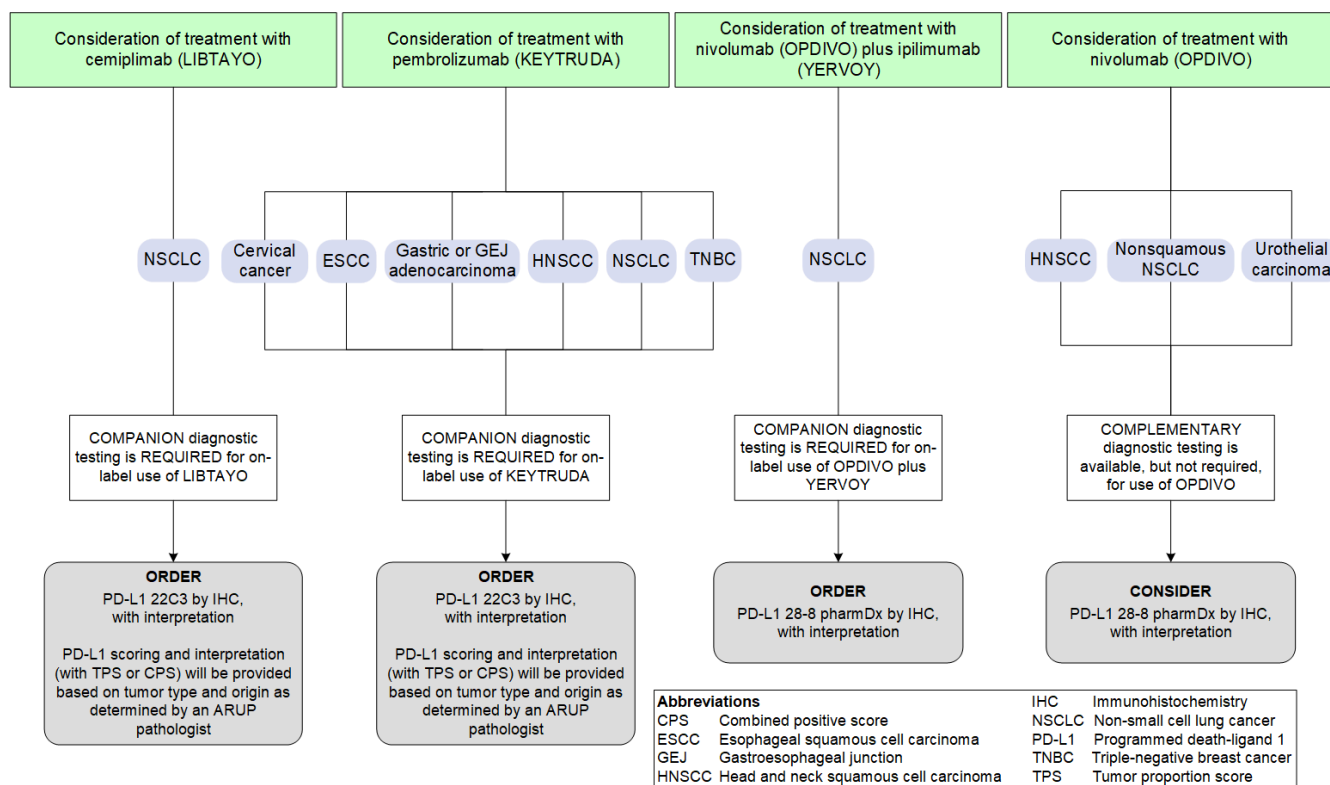 Consideration of treatment with
cemiplimab (LIBTAYO)
Consideration of treatment with
pembrolizumab (KEYTRUDA)
Consideration of treatment with
nivolumab (OPDIVO) plus ipilimumab
(YERVOY)
Consideration of treatment with
nivolumab (OPDIVO)
NSCLC
Cervical
cancer
ESCC
Gastric or GEJ
adenocarcinoma
HNSCC
NSCLC
TNBC
NSCLC
HNSCC
Nonsquamous
NSCLC
Urothelial
carcinoma
COMPANION diagnostic
testing is REQUIRED for on-
label use of LIBTAYO
COMPANION diagnostic
testing is REQUIRED for on-
label use of KEYTRUDA
COMPANION diagnostic
testing is REQUIRED for on-
label use of OPDIVO plus
YERVOY
COMPLEMENTARY
diagnostic testing is
available, but not required,
for use of OPDIVO
ORDER
PD-L1 22C3 by IHC,
with interpretation
PD-L1 scoring and interpretation
(with TPS or CPS) will be provided
based on tumor type and origin as
determined by an ARUP
pathologist
ORDER
PD-L1 22C3 by IHC,
with interpretation
PD-L1 scoring and interpretation
(with TPS or CPS) will be provided
based on tumor type and origin as
determined by an ARUP
pathologist
ORDER
PD-L1 28-8 pharmDx by IHC,
with interpretation
CONSIDER
PD-L1 28-8 pharmDx by IHC,
with interpretation
Abbreviations
CPS Combined positive score
ESCC Esophageal squamous cell carcinoma
GEJ Gastroesophageal junction
HNSCC Head and neck squamous cell carcinoma
IHC Immunohistochemistry
NSCLC Non-small cell lung cancer
PD-L1 Programmed death-ligand 1
TNBC Triple-negative breast cancer
TPS Tumor proportion score